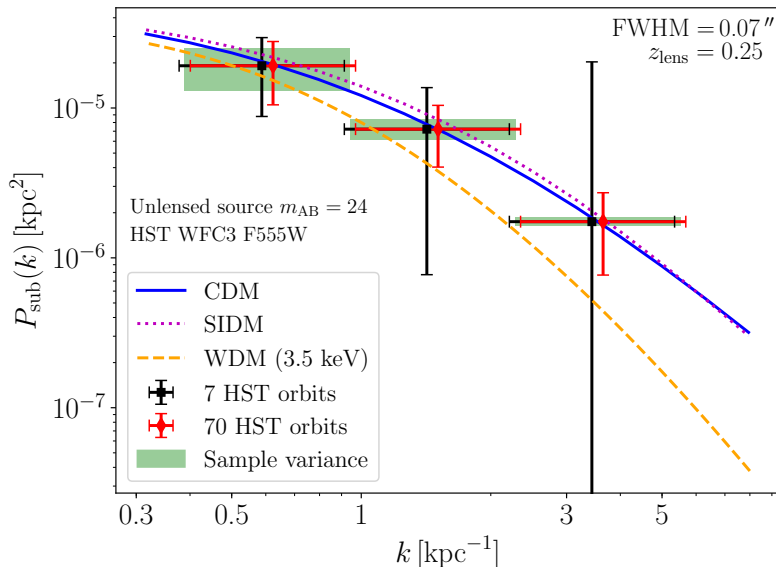 FWHM = 0.07″
z_lens = 0.25
10⁻⁵
10⁻⁶
10⁻⁷
P_sub(k) [kpc²]
Unlensed source m_AB = 24
HST WFC3 F555W
CDM
SIDM
WDM (3.5 keV)
7 HST orbits
70 HST orbits
Sample variance
0.3 0.5 1 3 5
k [kpc⁻¹]